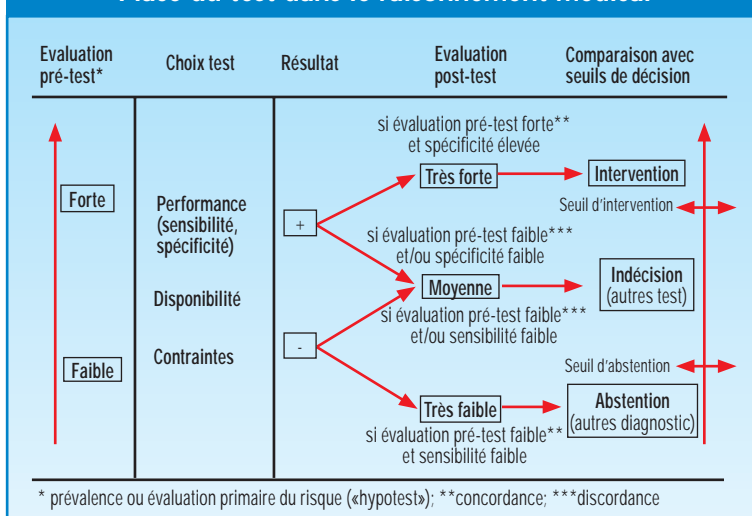 Evaluation
pré-test*
Choix test
Résultat
Evaluation
post-test
Comparaison avec
seuils de décision
si évaluation pré-test forte**
et spécificité élevée
Très forte
Intervention
Forte
Performance
(sensibilité,
spécificité)
+
Seuil d'intervention
si évaluation pré-test faible***
et/ou spécificité faible
Disponibilité
Moyenne
Indécision
(autres test)
si évaluation pré-test faible***
et/ou sensibilité faible
-
Contraintes
Faible
Seuil d'abstention
Très faible
Abstention
(autres diagnostic)
si évaluation pré-test faible**
et sensibilité faible
* prévalence ou évaluation primaire du risque («hypotest»); **concordance; ***discordance